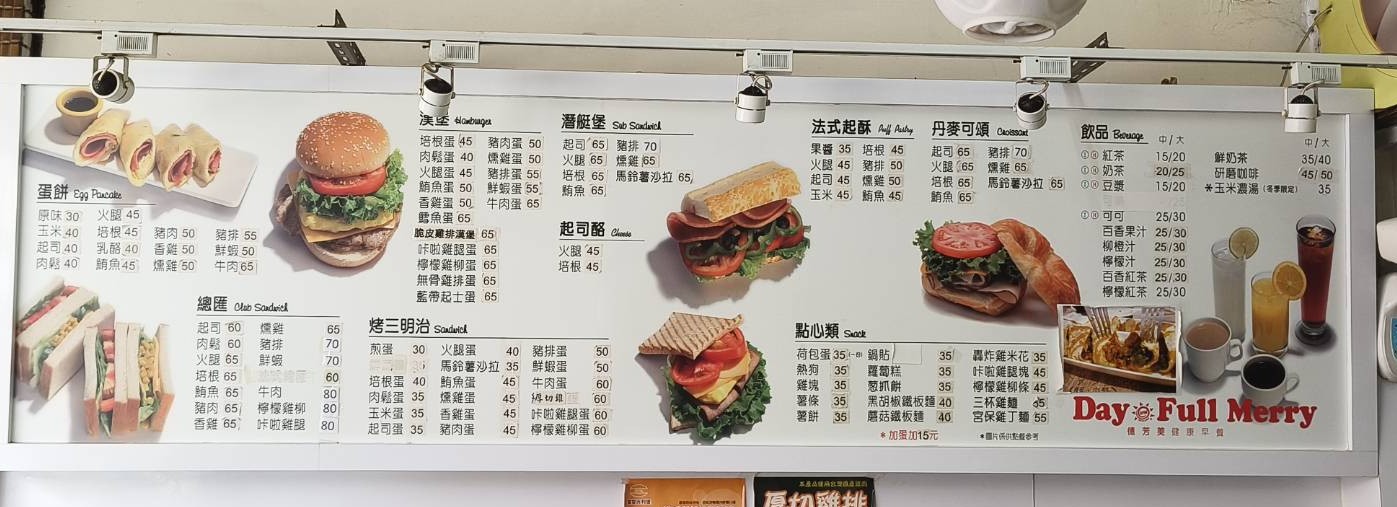 蛋餅 Egg Pancake
原味 30 火腿 45
玉米 40 培根 45 豬肉 50 豬排 55
起司 40 乳酪 40 香雞 50 鮮蝦 50
肉鬆 40 鮪魚 45 燻雞 50 牛肉 65
總匯 Club Sandwich
起司 60 燻雞 65
肉鬆 60 豬排 70
火腿 65 鮮蝦 70
培根 65 60
鮪魚 65 牛肉 80
豬肉 65 檸檬雞柳 80
香雞 65 咔啦雞腿 80
漢堡 Hamburger
培根蛋 45 豬肉蛋 50
肉鬆蛋 40 燻雞蛋 50
火腿蛋 45 豬排蛋 55
鮪魚蛋 50 鮮蝦蛋 55
香雞蛋 50 牛肉蛋 65
鱈魚蛋 65
脆皮雞排漢堡 65
咔啦雞腿蛋 65
檸檬雞柳蛋 65
無骨雞排蛋 65
藍帶起士蛋 65
烤三明治 Sandwich
煎蛋 30 火腿蛋 40 豬排蛋 50
馬鈴薯沙拉 35 鮮蝦蛋 50
培根蛋 40 鮪魚蛋 45 牛肉蛋 60
肉鬆蛋 35 燻雞蛋 45 60
玉米蛋 35 香雞蛋 45 咔啦雞腿蛋 60
起司蛋 35 豬肉蛋 45 檸檬雞柳蛋 60
潛艇堡 Sub Sandwich
起司 65 豬排 70
火腿 65 燻雞 65
培根 65 馬鈴薯沙拉 65
鮪魚 65
起司酪 Cheese
火腿 45
培根 45
法式起酥 Puff Pastry
果醬 35 培根 45
火腿 45 豬排 50
起司 45 燻雞 50
玉米 45 鮪魚 50
丹麥可頌 Croissant
起司 65 豬排 70
火腿 65 燻雞 65
培根 65 馬鈴薯沙拉 65
鮪魚 65
點心類 Snack
荷包蛋 35 鍋貼 35 轟炸雞米花 35
熱狗 35 蘿蔔糕 35 咔啦雞腿塊 45
雞塊 35 蔥抓餅 35 檸檬雞柳條 45
薯條 35 黑胡椒鐵板麵 40 三杯雞麵 45
薯餅 35 蘑菇鐵板麵 40 宮保雞丁麵 55
*加蛋加15元 *圖片係供點餐參考
飲品 Beverage 中/大 中/大
紅茶 15/20 鮮奶茶 35/40
奶茶 20/25 研磨咖啡 45/50
豆漿 15/20 *玉米濃湯(冬季限定) 35
可可 25/30
百香果汁 25/30
柳橙汁 25/30
檸檬汁 25/30
百香紅茶 25/30
檸檬紅茶 25/30
Day Full Merry
德芳美健康早餐
厚切雞排